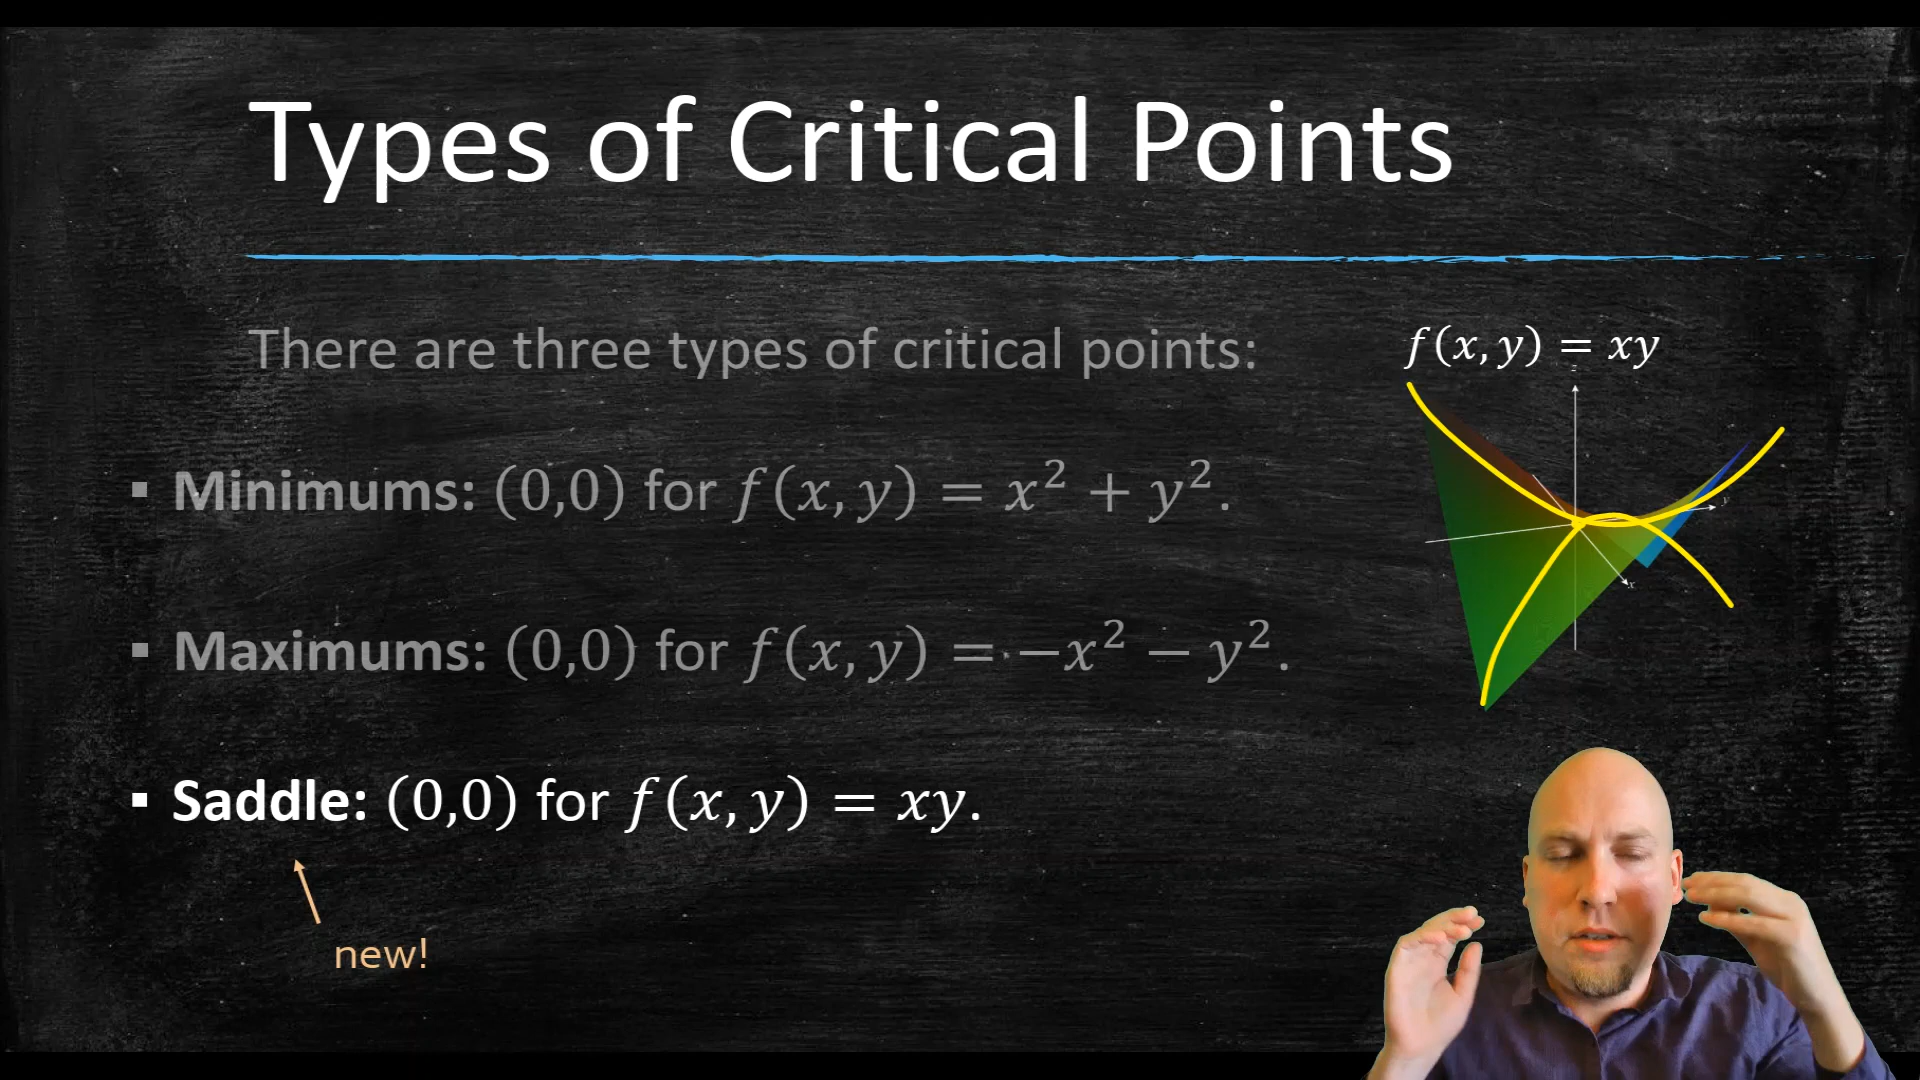 Types of Critical Points
There are three types of critical points:
f(x, y) = xy
z
y
x
▪ Minimums: (0,0) for f(x, y) = x² + y².
▪ Maximums: (0,0) for f(x, y) = −x² − y².
▪ Saddle: (0,0) for f(x, y) = xy.
new!